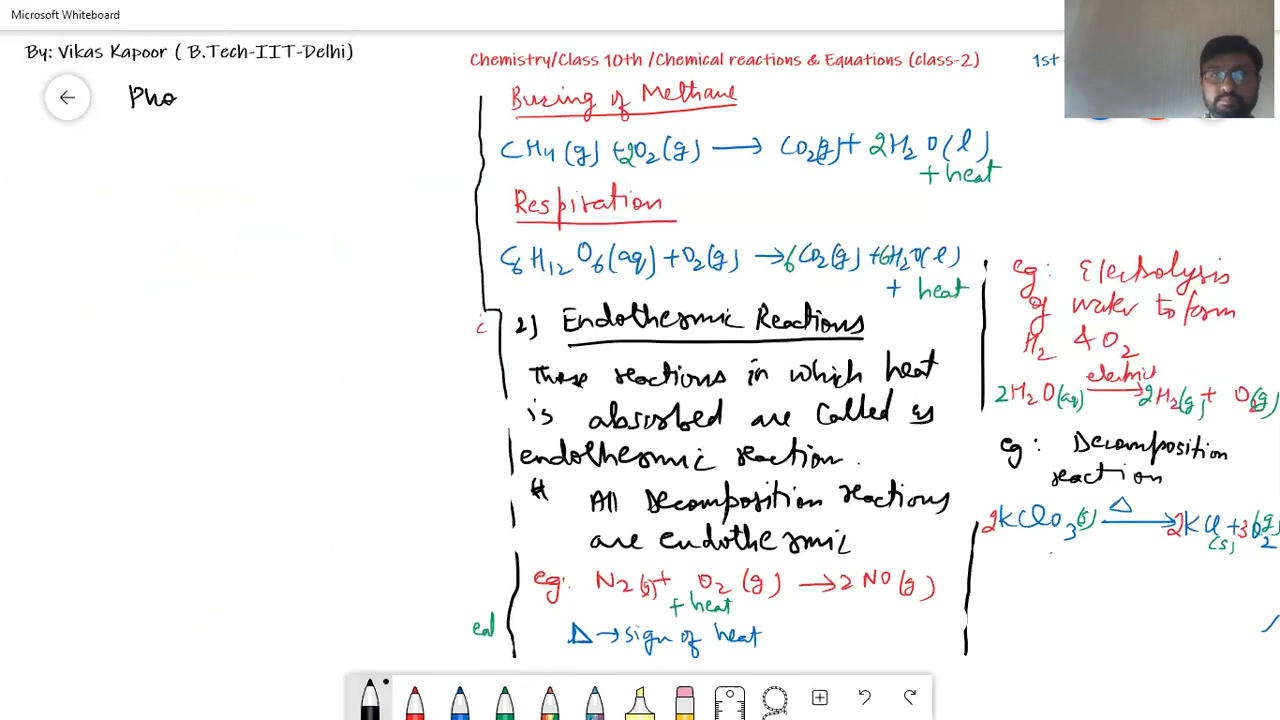 Microsoft Whiteboard
By: Vikas Kapoor ( B.Tech-IIT-Delhi)
Chemistry/Class 10th /Chemical reactions & Equations (class-2)
1st
Pho
Buring of Methane
CH4 (g) + 2O2 (g) → CO2(g) + 2H2O(l)
+ heat
Respiration
C6H12O6(aq) + O2(g) → 6CO2(g) + 6H2O(l)
+ heat
2) Endothermic Reactions
Those reactions in which heat
is absorbed are called as
endothermic reaction.
* All Decomposition reactions
are endothermic
eg: N2(g) + O2(g) → 2NO(g)
+ heat
Δ → sign of heat
eg: Electrolysis
of water to form
H2 & O2
electric
2H2O(aq) → 2H2(g) + O2(g)
eg: Decomposition
reaction
Δ
2KClO3(s) → 2KCl(s) + 3O2(g)